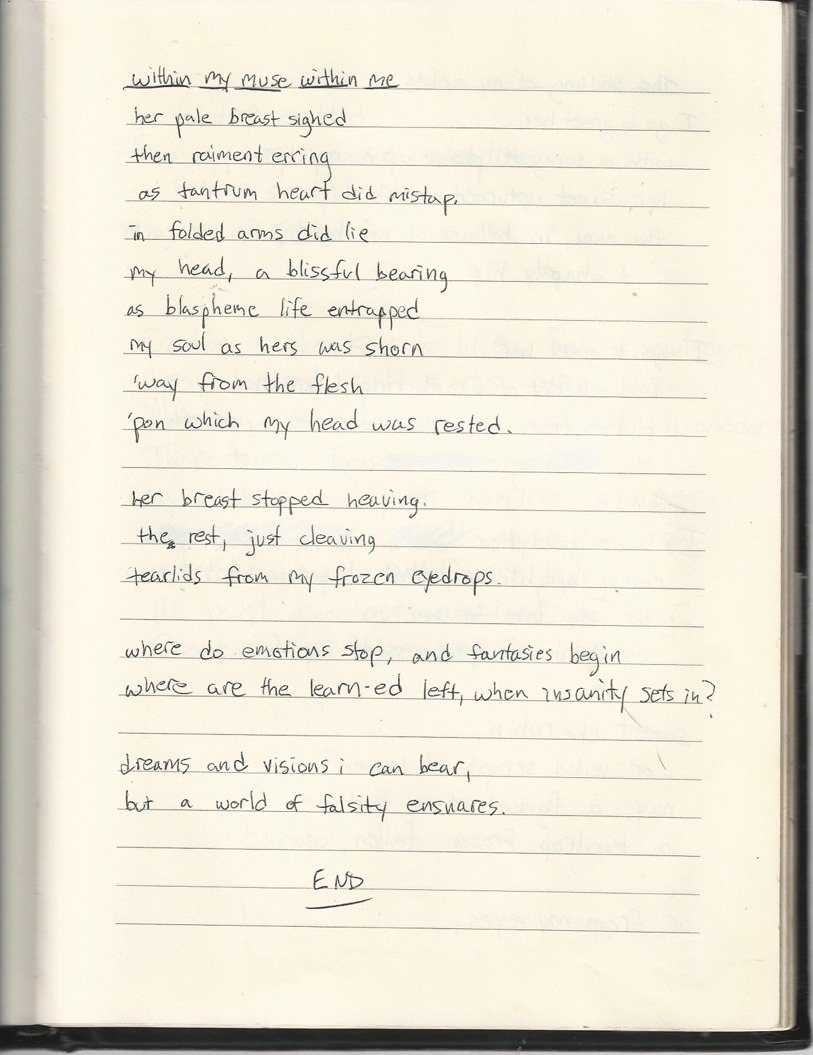 within my muse within me
her pale breast sighed
then raiment erring
as tantrum heart did mistap.
in folded arms did lie
my head, a blissful bearing
as blaspheme life entrapped
my soul as hers was shorn
'way from the flesh
'pon which my head was rested.
her breast stopped heaving.
the rest, just cleaving
tearlids from my frozen eyedrops.
where do emotions stop, and fantasies begin
where are the learn-ed left, when insanity sets in?
dreams and visions i can bear,
but a world of falsity ensnares.
END